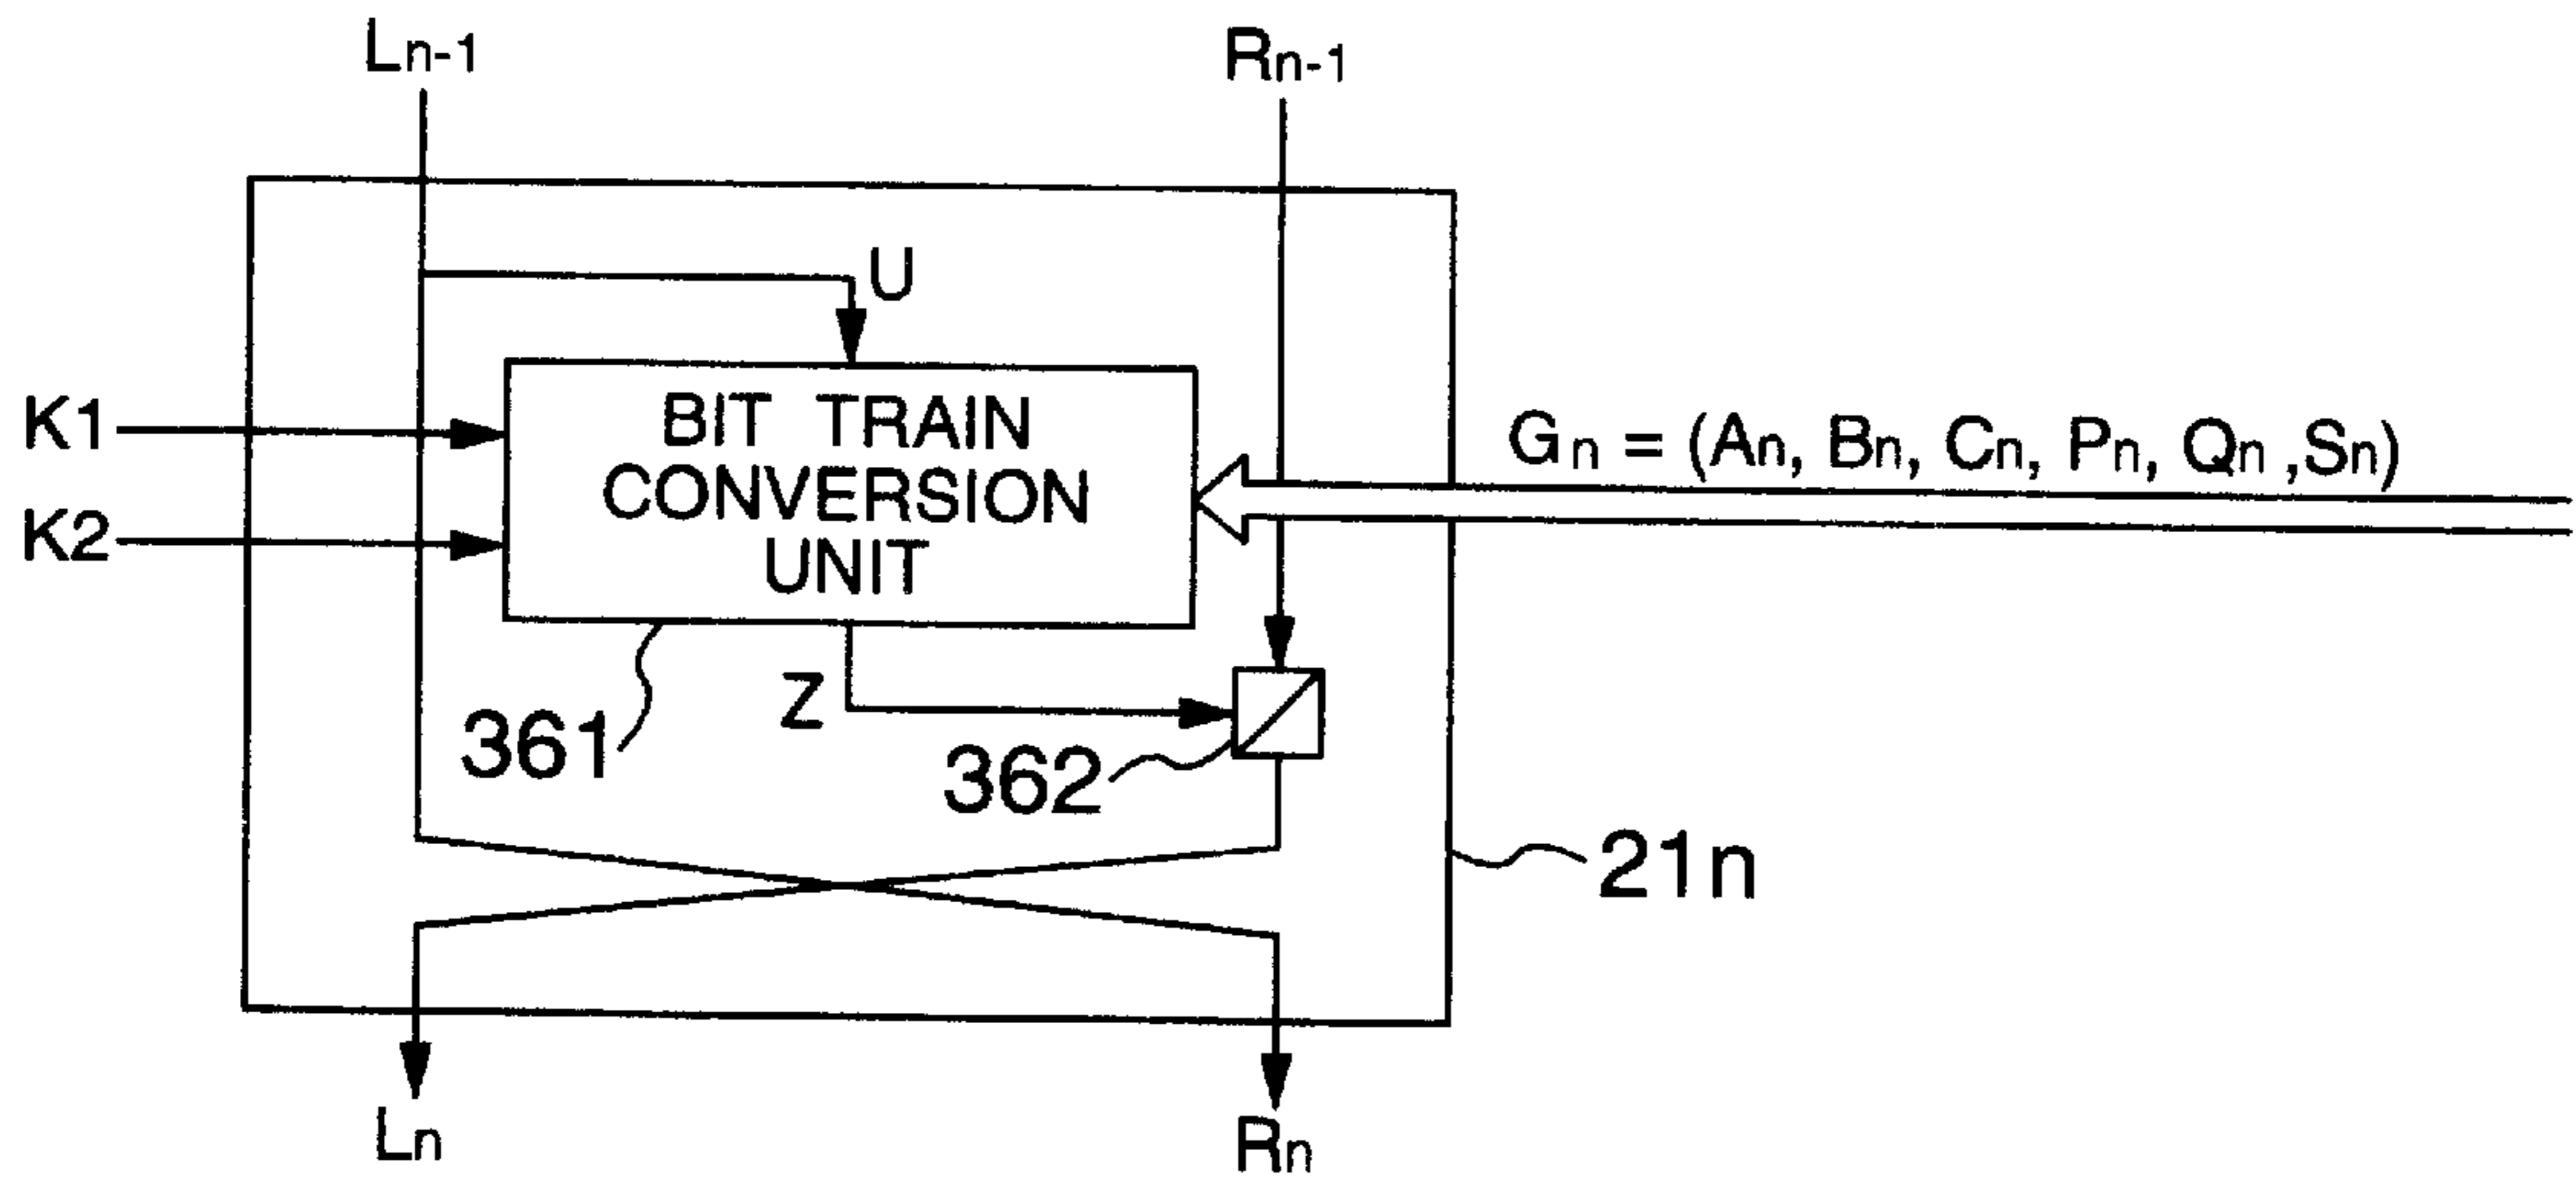 Ln-1
Rn-1
U
K1
K2
BIT TRAIN
CONVERSION
UNIT
Gn = (An, Bn, Cn, Pn, Qn ,Sn)
Z
361
362
21n
Ln
Rn